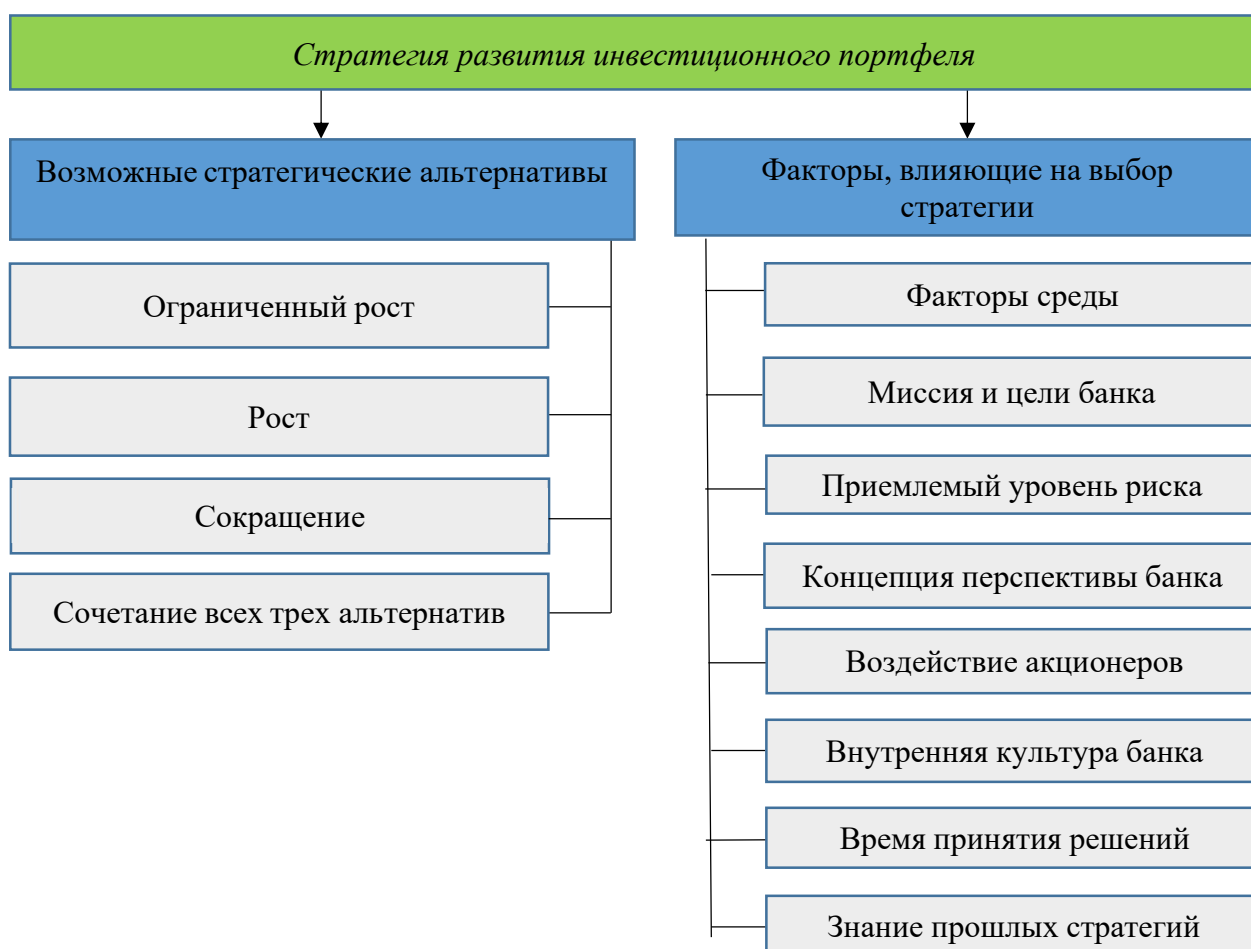 Стратегия развития инвестиционного портфеля
Возможные стратегические альтернативы
Ограниченный рост
Рост
Сокращение
Сочетание всех трех альтернатив
Факторы, влияющие на выбор
стратегии
Факторы среды
Миссия и цели банка
Приемлемый уровень риска
Концепция перспективы банка
Воздействие акционеров
Внутренняя культура банка
Время принятия решений
Знание прошлых стратегий